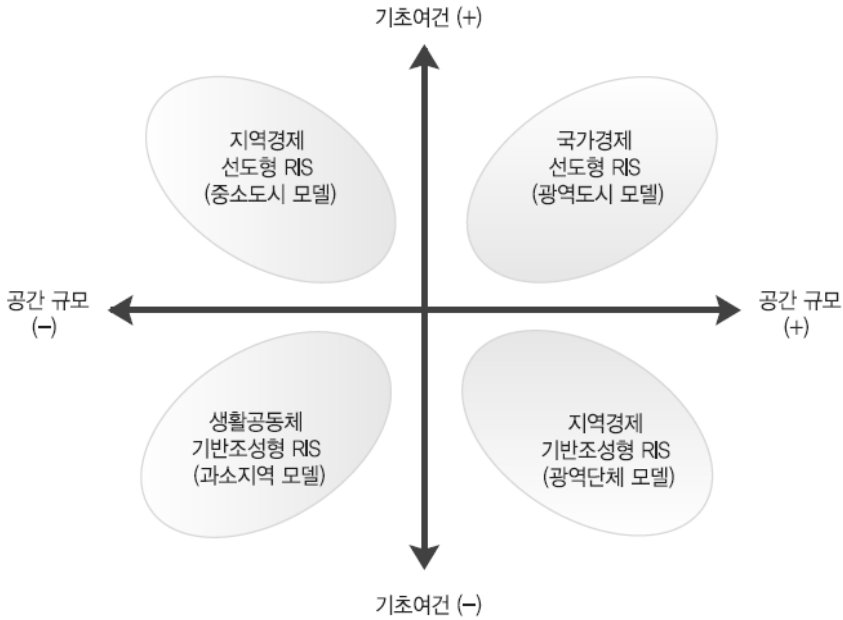 기초여건 (+)
지역경제
선도형 RIS
(중소도시 모델)
국가경제
선도형 RIS
(광역도시 모델)
공간 규모
(−)
공간 규모
(+)
생활공동체
기반조성형 RIS
(과소지역 모델)
지역경제
기반조성형 RIS
(광역단체 모델)
기초여건 (−)